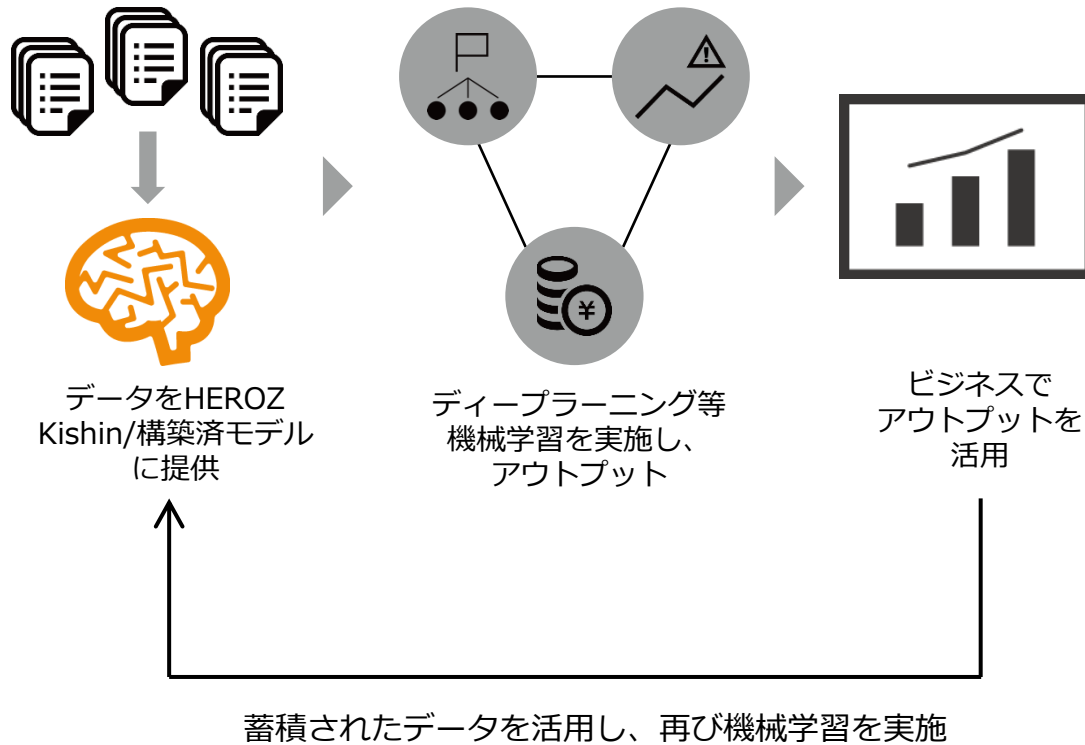 データをHEROZ
Kishin/構築済モデル
に提供
ディープラーニング等
機械学習を実施し、
アウトプット
ビジネスで
アウトプットを
活用
¥
蓄積されたデータを活用し、再び機械学習を実施